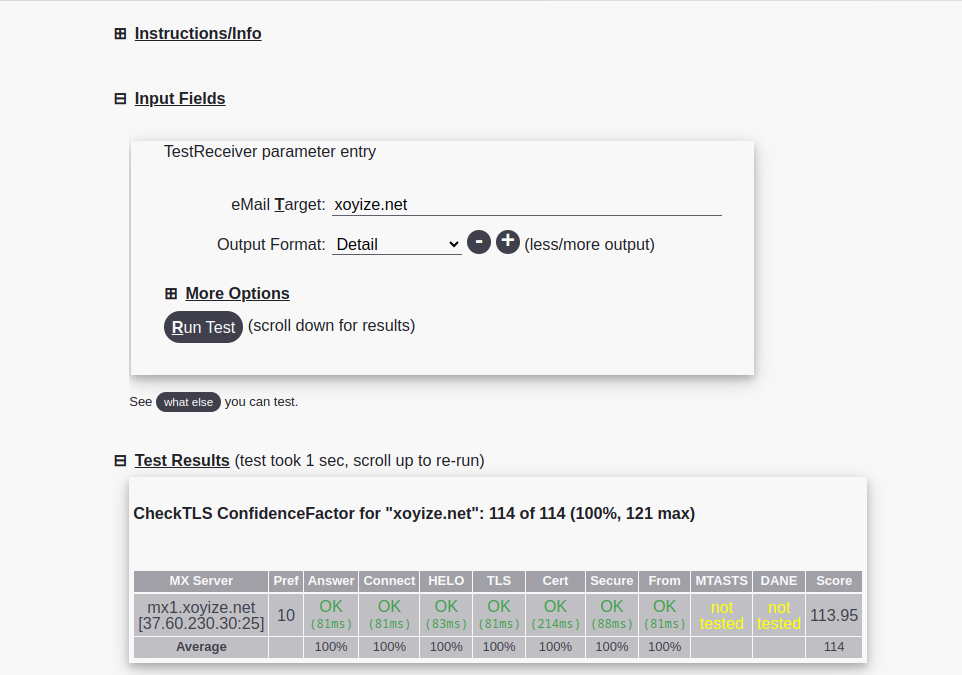 ⊞ Instructions/Info
⊟ Input Fields
TestReceiver parameter entry
eMail Target: xoyize.net
Output Format: Detail - + (less/more output)
⊞ More Options
Run Test (scroll down for results)
See what else you can test.
⊟ Test Results (test took 1 sec, scroll up to re-run)
CheckTLS ConfidenceFactor for "xoyize.net": 114 of 114 (100%, 121 max)
MX Server Pref Answer Connect HELO TLS Cert Secure From MTASTS DANE Score
mx1.xoyize.net 10 OK OK OK OK OK OK OK not not 113.95
[37.60.230.30:25] (81ms) (81ms) (83ms) (81ms) (214ms) (88ms) (81ms) tested tested
Average 100% 100% 100% 100% 100% 100% 100% 114